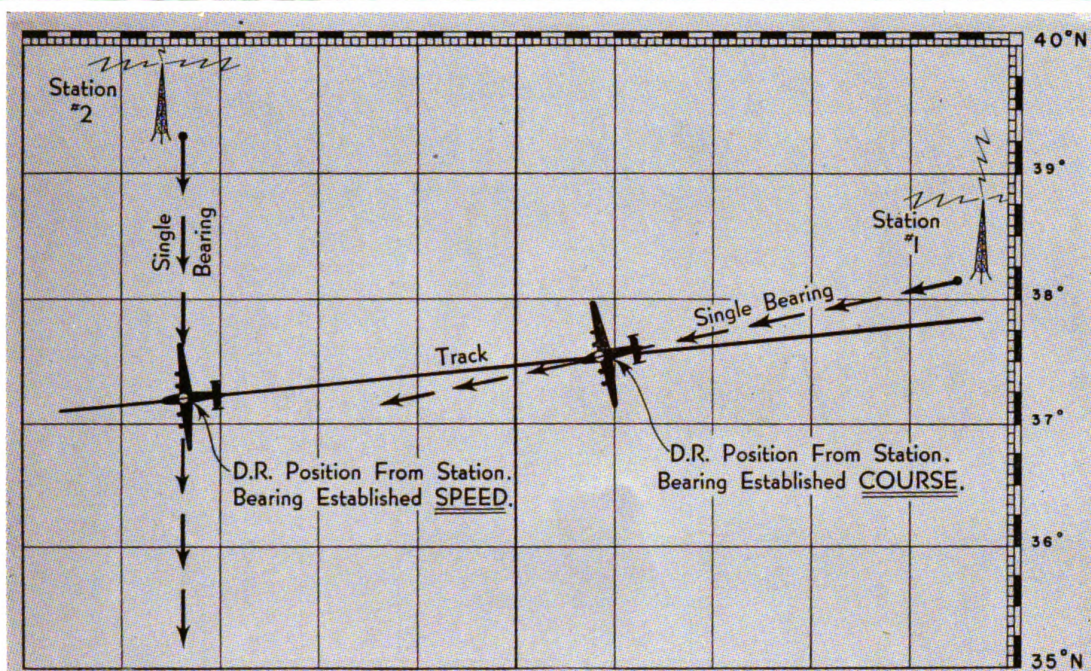 40°N
Station
#2
39°
Station
#1
Single
Bearing
38°
Single Bearing
Track
37°
D.R. Position From Station.
Bearing Established SPEED.
D.R. Position From Station.
Bearing Established COURSE.
36°
35°N